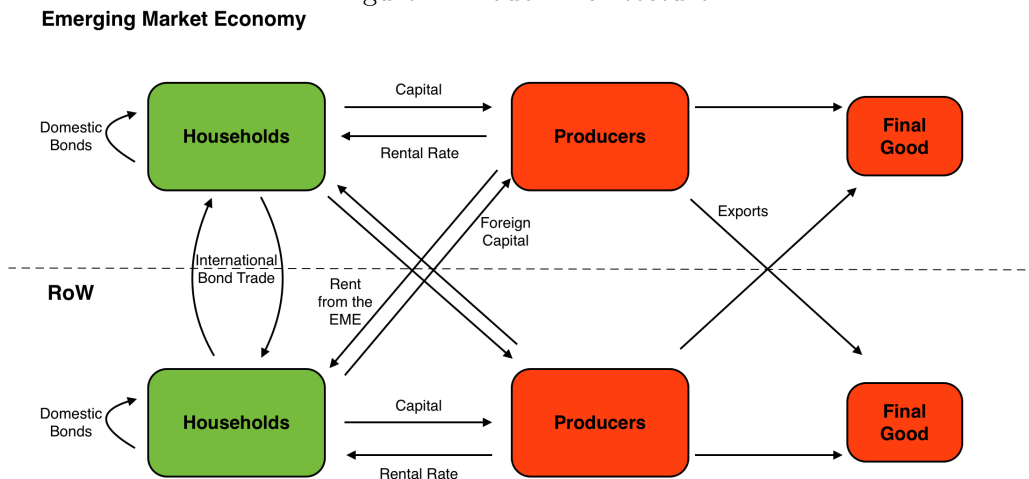 Emerging Market Economy
Capital
Domestic
Bonds
Households
Producers
Final
Good
Rental Rate
Exports
Foreign
Capital
International
Bond Trade
RoW
Rent
from the
EME
Capital
Domestic
Bonds
Households
Producers
Final
Good
Rental Rate